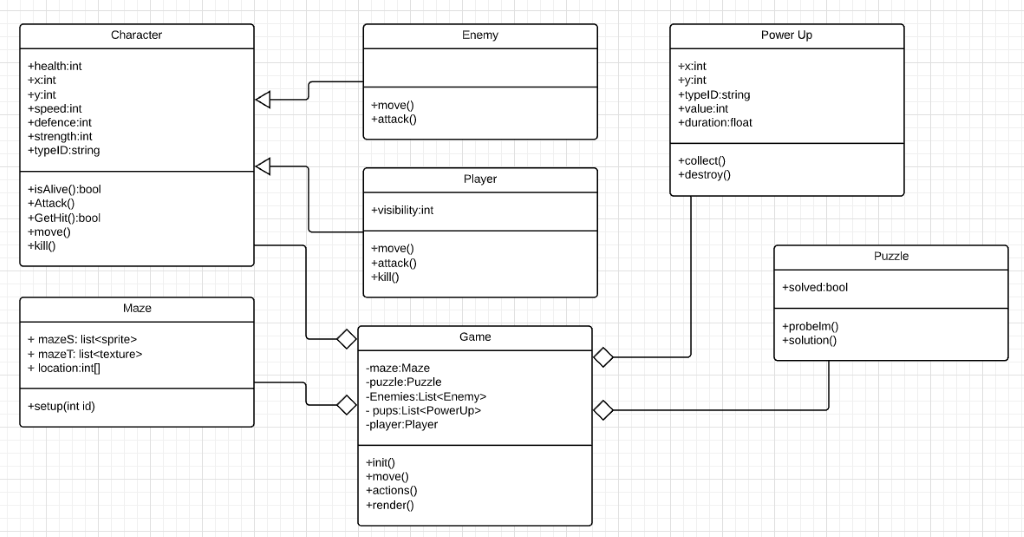 Character
+health:int
+x:int
+y:int
+speed:int
+defence:int
+strength:int
+typeID:string
+isAlive():bool
+Attack()
+GetHit():bool
+move()
+kill()
Enemy
+move()
+attack()
Player
+visibility:int
+move()
+attack()
+kill()
Power Up
+x:int
+y:int
+typeID:string
+value:int
+duration:float
+collect()
+destroy()
Puzzle
+solved:bool
+probelm()
+solution()
Maze
+ mazeS: list<sprite>
+ mazeT: list<texture>
+ location:int[]
+setup(int id)
Game
-maze:Maze
-puzzle:Puzzle
-Enemies:List<Enemy>
- pups:List<PowerUp>
-player:Player
+init()
+move()
+actions()
+render()